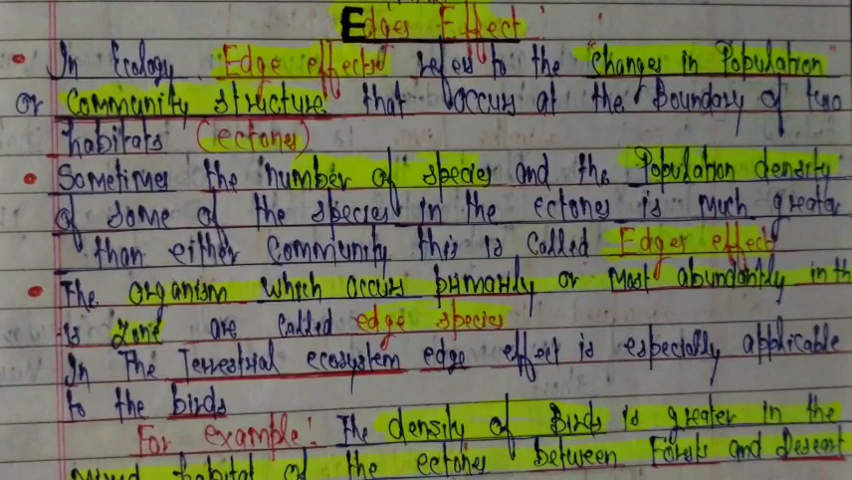 Edges Effect
• In Ecology Edge effects refers to the "changes in Population"
or Community structure that occurs at the Boundary of two
habitats (ectones)
• Sometimes the number of species and the Population density
of some of the species in the ectones is much greater
than either Community this is called Edges effect
• The organism which occurs primarily or most abundantly in th
is zone are called edge species
In The Terrestrial ecosystem edge effect is especially applicable
to the birds
For example: The density of Birds is greater in the
habitat of the ectones between Forests and Desert